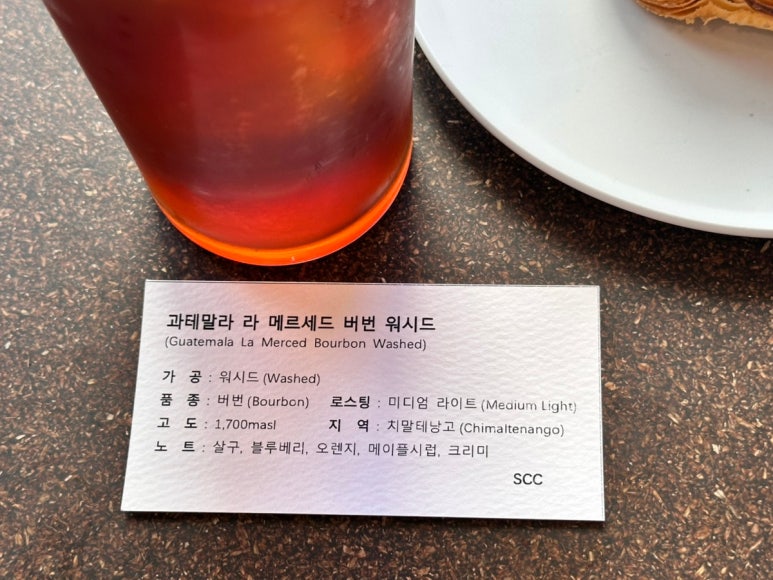 과테말라 라 메르세드 버번 워시드
(Guatemala La Merced Bourbon Washed)
가 공 : 워시드 (Washed)
품 종 : 버번 (Bourbon) 로스팅 : 미디엄 라이트 (Medium Light)
고 도 : 1,700masl 지 역 : 치말테낭고 (Chimaltenango)
노 트 : 살구, 블루베리, 오렌지, 메이플시럽, 크리미
SCC